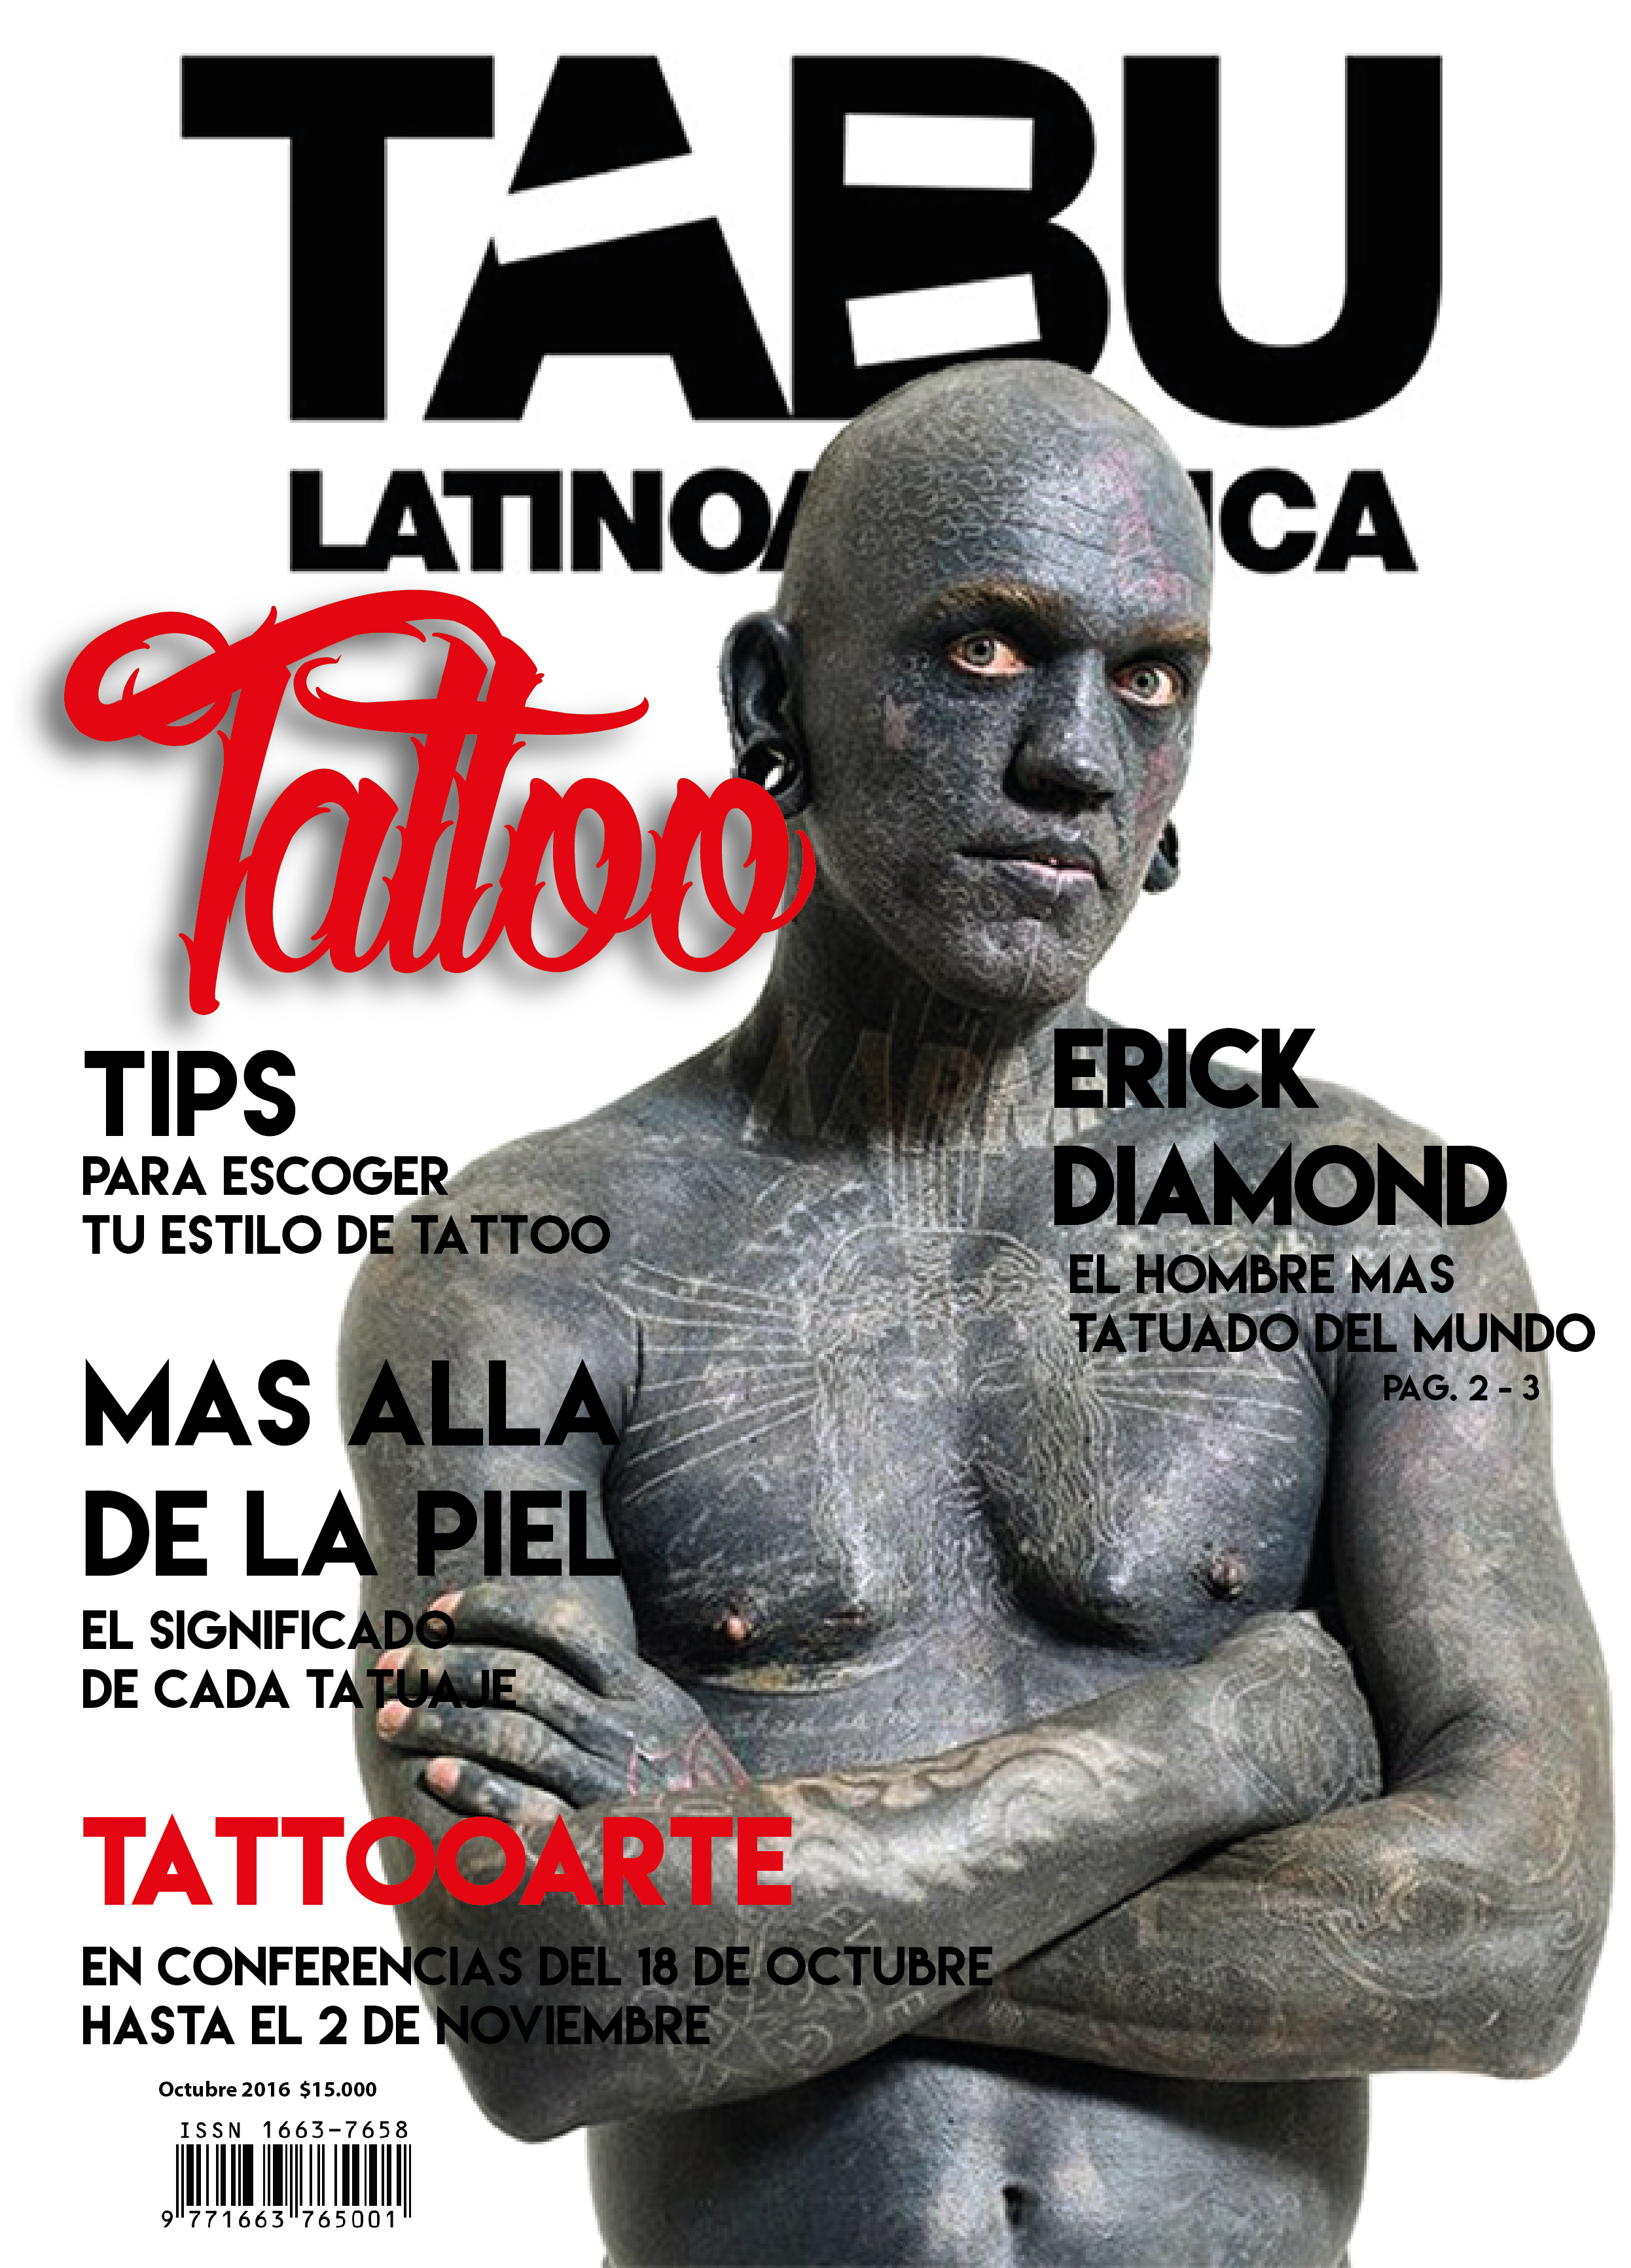 TABU
LATINOA ICA
Tattoo
TIPS
PARA ESCOGER
TU ESTILO DE TATTOO
ERICK
DIAMOND
EL HOMBRE MAS
TATUADO DEL MUNDO
PAG. 2 - 3
MAS ALLA
DE LA PIEL
EL SIGNIFICADO
DE CADA TATUAJE
TATTOOARTE
EN CONFERENCIAS DEL 18 DE OCTUBRE
HASTA EL 2 DE NOVIEMBRE
Octubre 2016 $15.000
ISSN 1663-7658
9 771663 765001